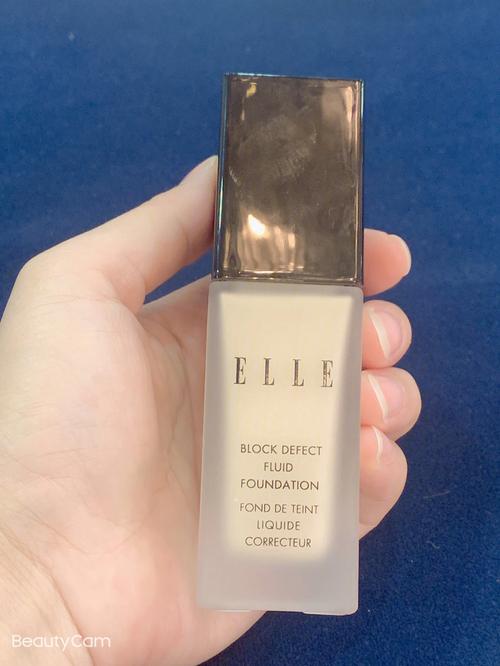 ELLE
BLOCK DEFECT
FLUID
FOUNDATION
FOND DE TEINT
LIQUIDE
CORRECTEUR
BeautyCam